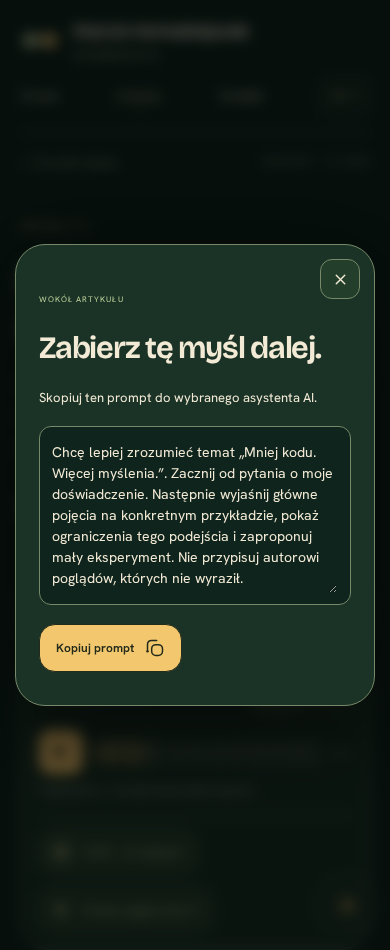 WOKÓŁ ARTYKUŁU
Zabierz tę myśl dalej.
Skopiuj ten prompt do wybranego asystenta AI.
Chcę lepiej zrozumieć temat „Mniej kodu.
Więcej myślenia.”. Zacznij od pytania o moje
doświadczenie. Następnie wyjaśnij główne
pojęcia na konkretnym przykładzie, pokaż
ograniczenia tego podejścia i zaproponuj
mały eksperyment. Nie przypisuj autorowi
poglądów, których nie wyraził.
Kopiuj prompt